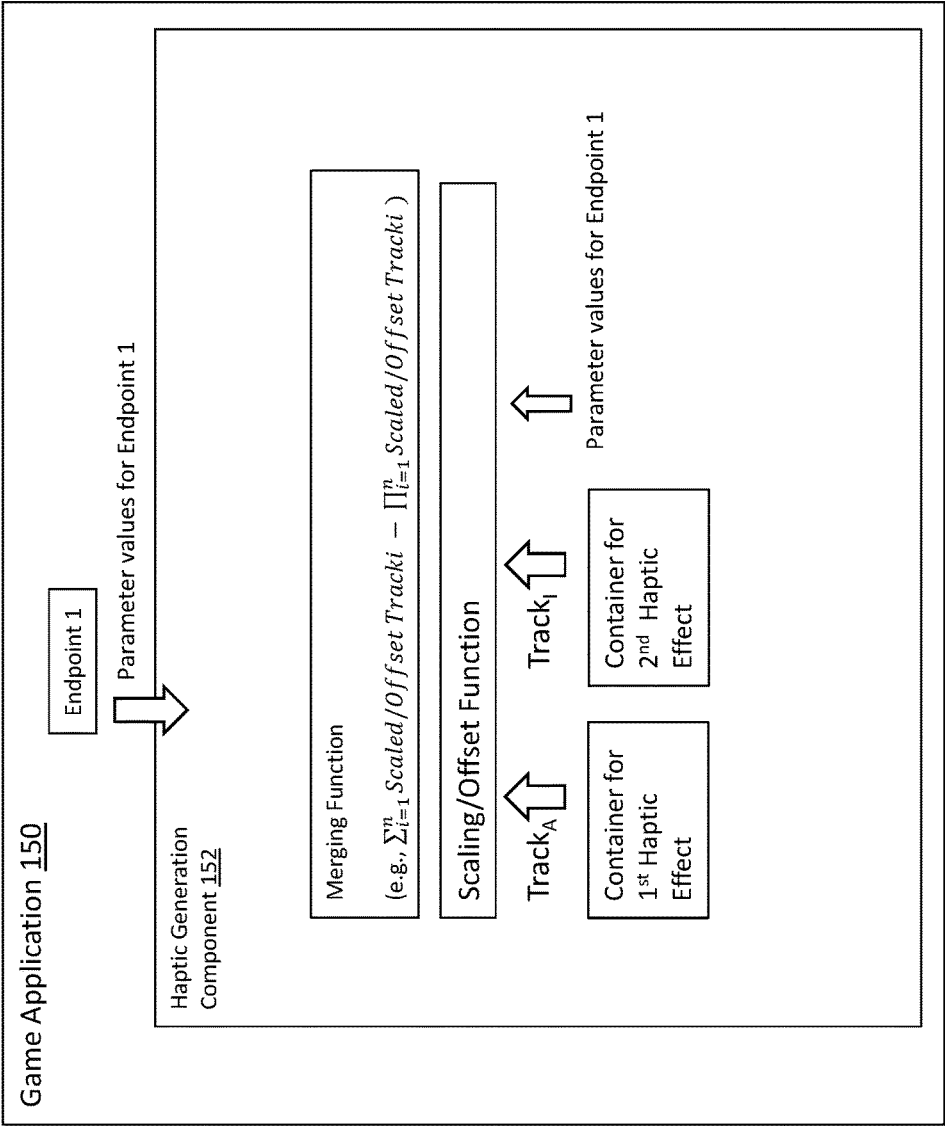 Game Application 150
Endpoint 1
Parameter values for Endpoint 1
Haptic Generation
Component 152
Merging Function
(e.g., ∑ⁿᵢ₌₁ Scaled/Offset Tracki − ∏ⁿᵢ₌₁ Scaled/Offset Tracki )
Scaling/Offset Function
Track_A
Track_I
Parameter values for Endpoint 1
Container for
1st Haptic
Effect
Container for
2nd Haptic
Effect